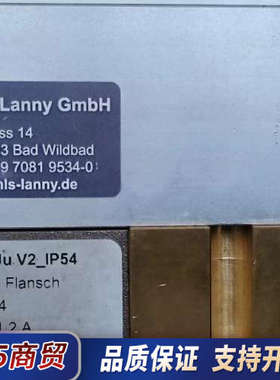 Lanny GmbH
ss 14
3 Bad Wildbad
9 7081 9534-0
nls-lanny.de
lu V2_IP54
Flansch
4
1,2 A
5商贸
品质保证 支持开